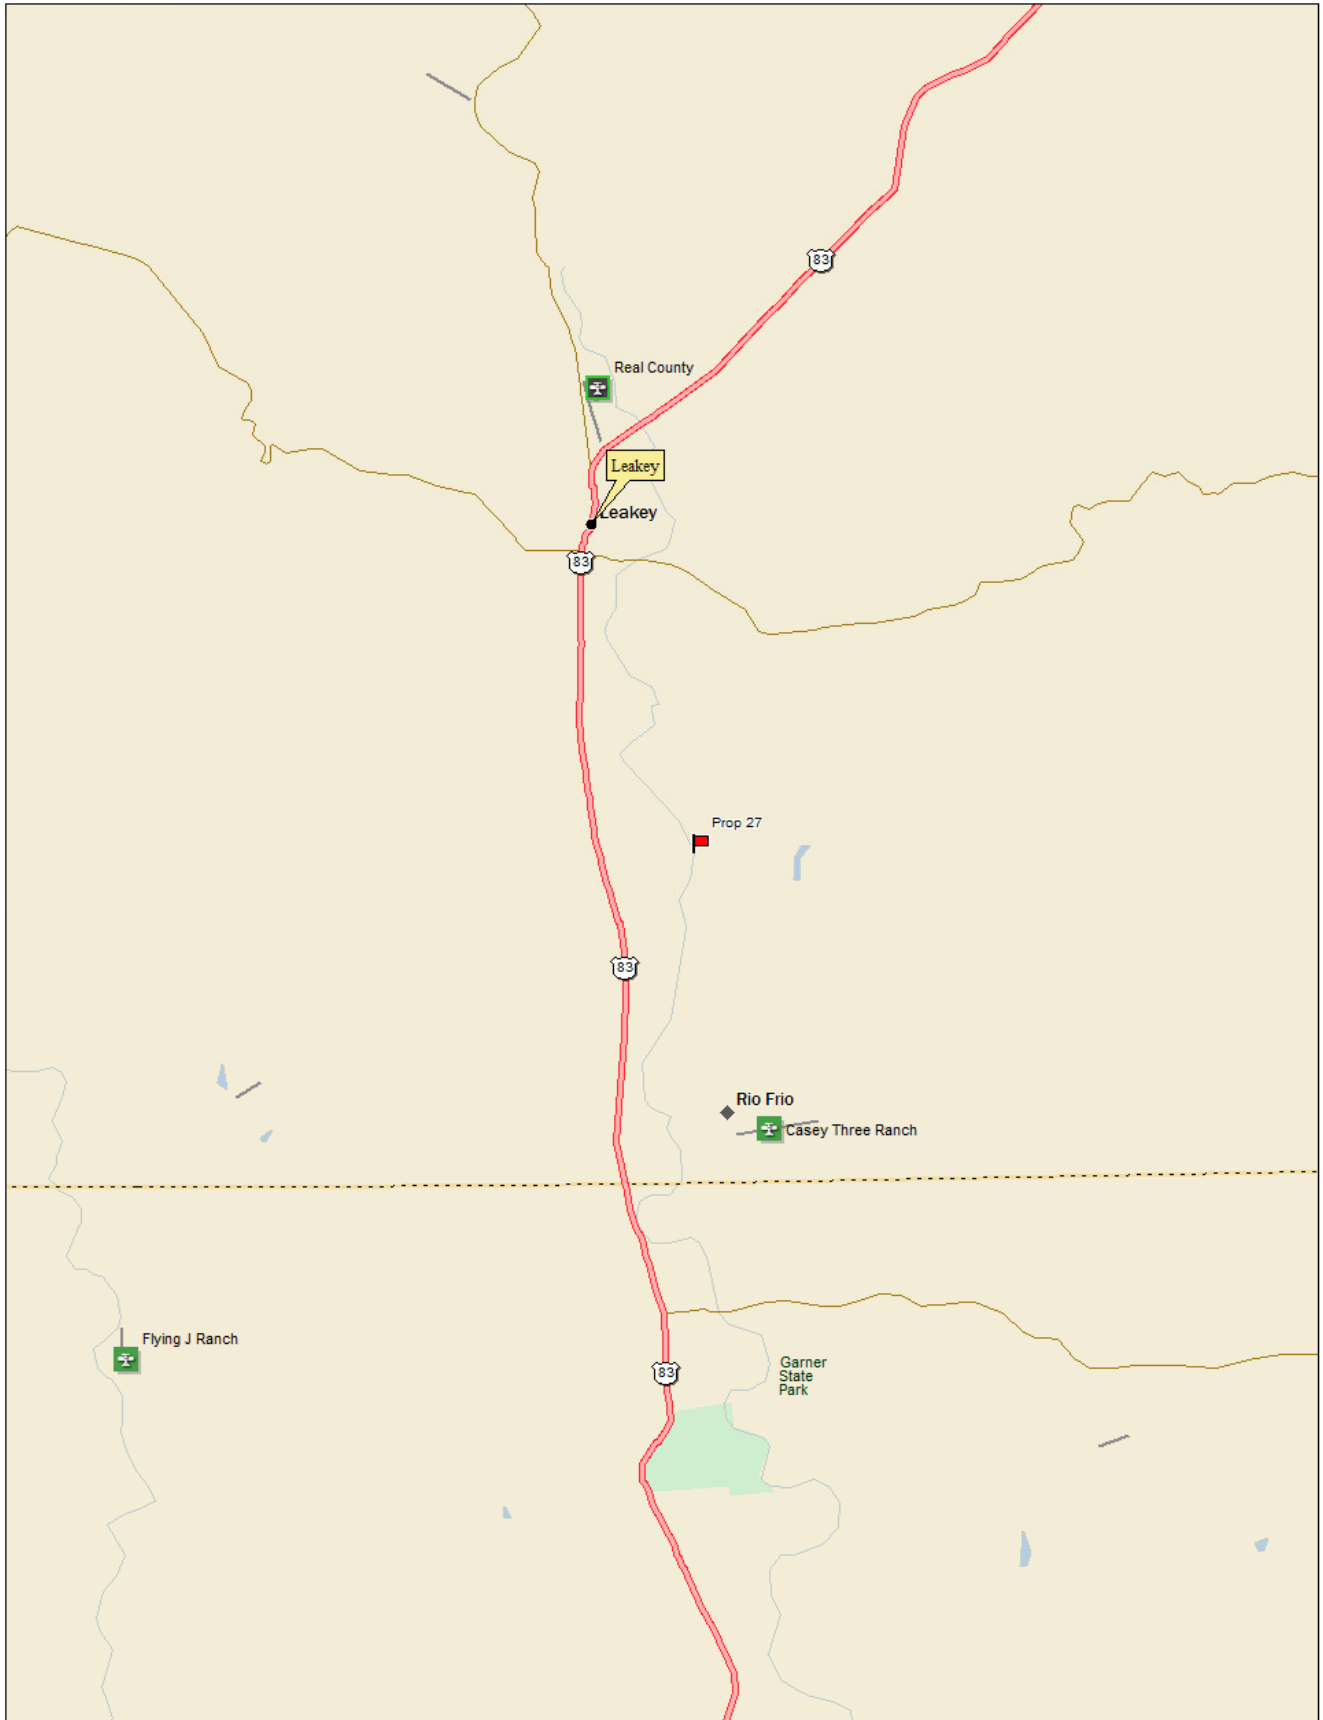 83
Real County
Leakey
Leakey
83
Prop 27
83
Rio Frio
Casey Three Ranch
Flying J Ranch
83
Garner
State
Park